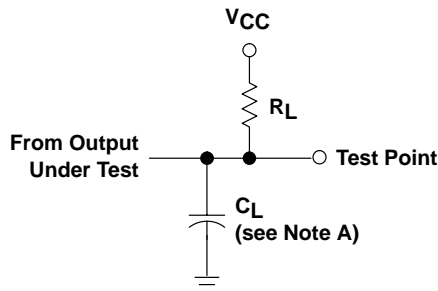 VCC
RL
From Output
Under Test
Test Point
CL
(see Note A)